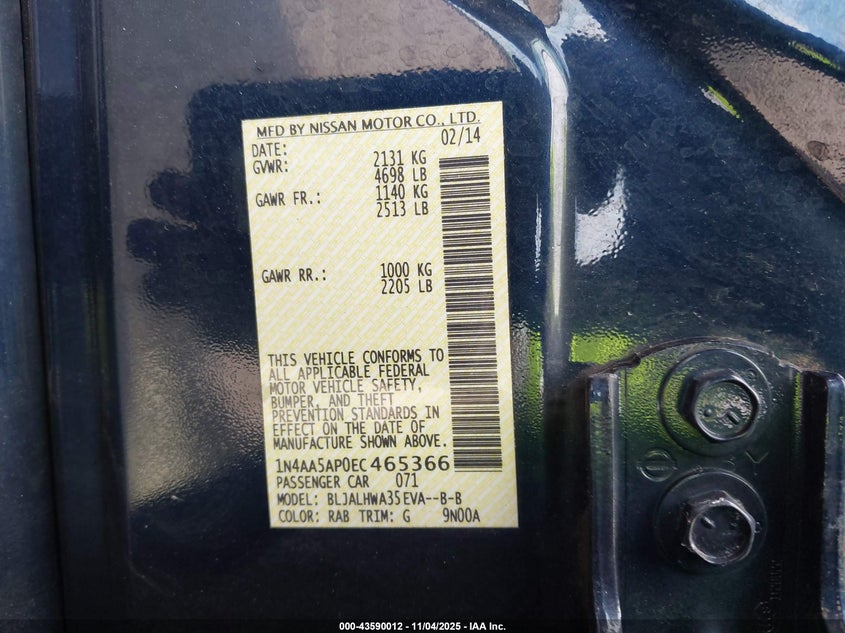 MFD BY NISSAN MOTOR CO., LTD.
DATE: 02/14
GVWR: 2131 KG
4698 LB
GAWR FR.: 1140 KG
2513 LB
GAWR RR.: 1000 KG
2205 LB
THIS VEHICLE CONFORMS TO
ALL APPLICABLE FEDERAL
MOTOR VEHICLE SAFETY,
BUMPER, AND THEFT
PREVENTION STANDARDS IN
EFFECT ON THE DATE OF
MANUFACTURE SHOWN ABOVE.
1N4AA5AP0EC465366
PASSENGER CAR 071
MODEL: BLJALHWA35EVA--B-B
COLOR: RAB TRIM: G 9N00A
000-43590012 - 11/04/2025 - IAA Inc.